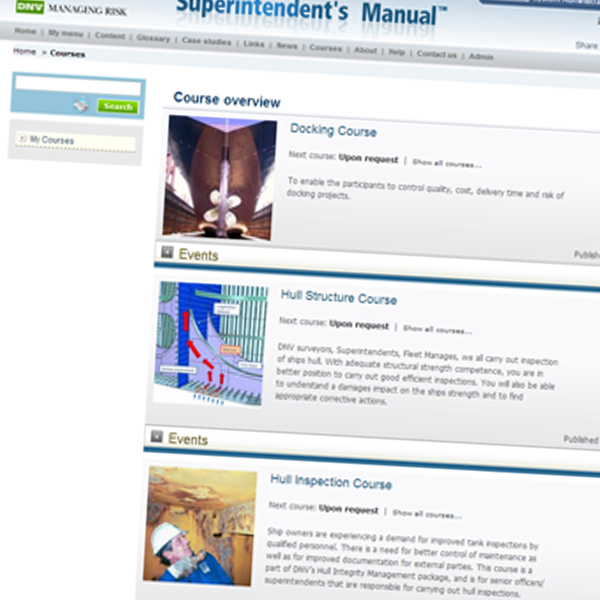 DNV MANAGING RISK
Superintendent's Manual™
Home | My menu | Content | Glossary | Case studies | Links | News | Courses | About | Help | Contact us | Admin
Share
Home > Courses
Search
My Courses
Course overview
Docking Course
Next course: Upon request | Show all courses...
To enable the participants to control quality, cost, delivery time and risk of
docking projects.
Publish
Events
Hull Structure Course
Next course: Upon request | Show all courses...
DNV surveyors, Superintendents, Fleet Manages, we all carry out inspection
of ships hull. With adequate structural strength competence, you are in
better position to carry out good efficient inspections. You will also be able
to understand a damages impact on the ships strength and to find
appropriate corrective actions.
Published
Events
Hull Inspection Course
Next course: Upon request | Show all courses...
Ship owners are experiencing a demand for improved tank inspections by
qualified personnel. There is a need for better control of maintenance as
well as for improved documentation for external parties. This course is a
part of DNV's Hull Integrity Management package, and is for senior officers/
superintendents that are responsible for carrying out hull inspections.